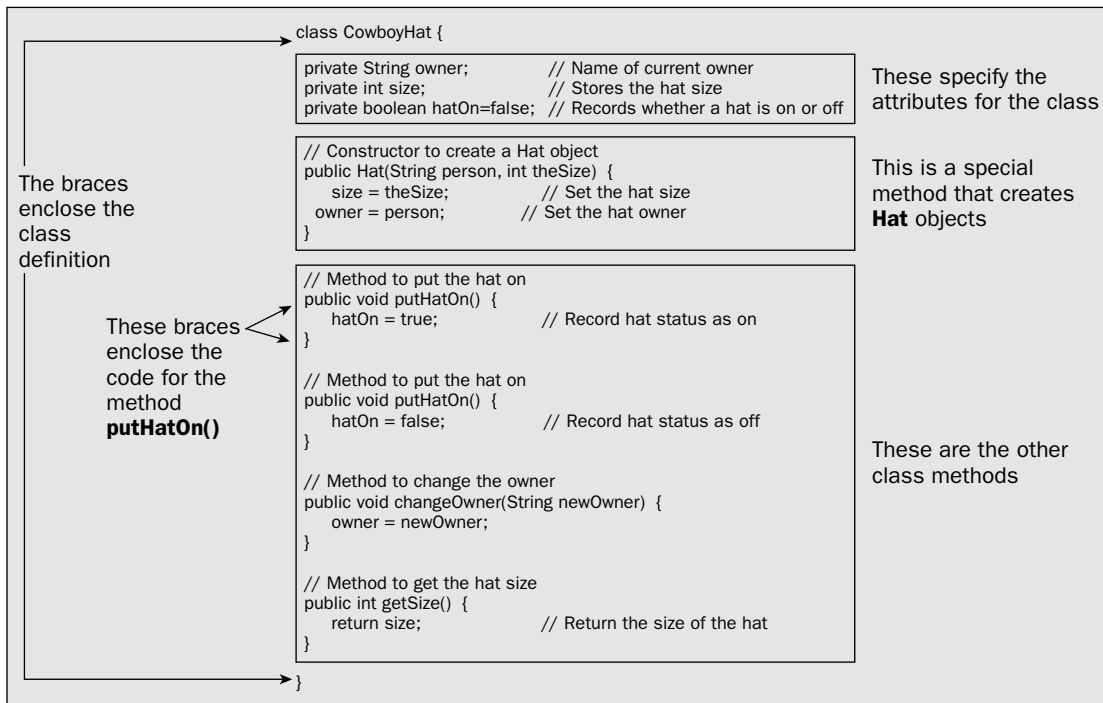 class CowboyHat {
private String owner; // Name of current owner
private int size; // Stores the hat size
private boolean hatOn=false; // Records whether a hat is on or off
These specify the
attributes for the class
// Constructor to create a Hat object
public Hat(String person, int theSize) {
size = theSize; // Set the hat size
owner = person; // Set the hat owner
}
This is a special
method that creates
Hat objects
The braces
enclose the
class
definition
// Method to put the hat on
public void putHatOn() {
hatOn = true; // Record hat status as on
}
These braces
enclose the
code for the
method
putHatOn()
// Method to put the hat on
public void putHatOn() {
hatOn = false; // Record hat status as off
}
// Method to change the owner
public void changeOwner(String newOwner) {
owner = newOwner;
}
// Method to get the hat size
public int getSize() {
return size; // Return the size of the hat
}
These are the other
class methods
}